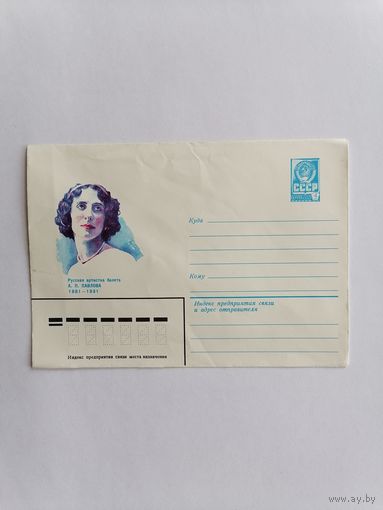 СССР
Куда
Русская артистка балета
А. П. ПАВЛОВА
1881–1931
Кому
Индекс предприятия связи
и адрес отправителя
Индекс предприятия связи места назначения
www.ay.by